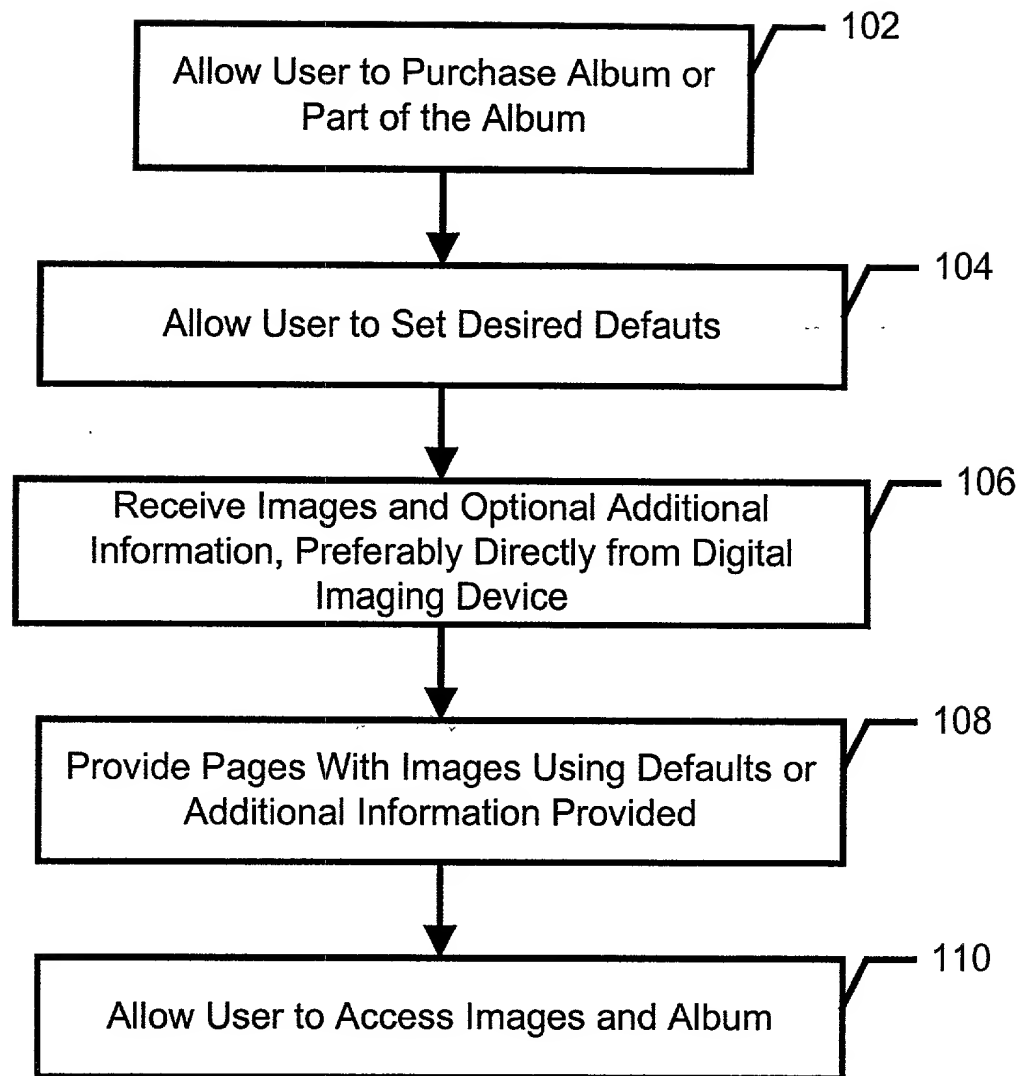 102
Allow User to Purchase Album or
Part of the Album
104
Allow User to Set Desired Defauts
106
Receive Images and Optional Additional
Information, Preferably Directly from Digital
Imaging Device
108
Provide Pages With Images Using Defaults or
Additional Information Provided
110
Allow User to Access Images and Album